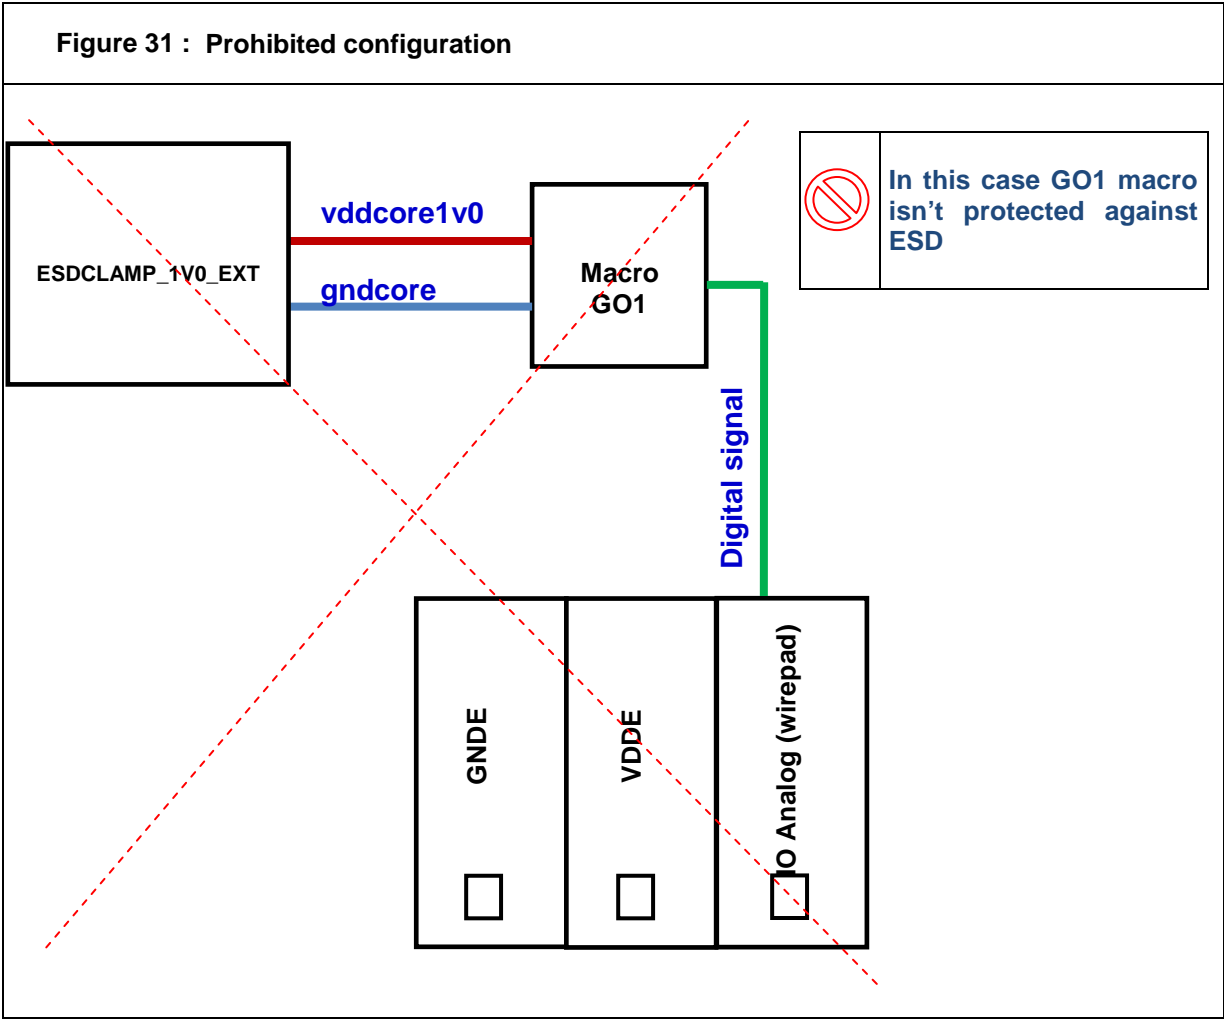 Figure 31 : Prohibited configuration
In this case GO1 macro
isn't protected against
ESD
vddcore1v0
ESDCLAMP_1V0_EXT
gndcore
Macro
GO1
Digital signal
GNDE
VDDE
IO Analog (wirepad)